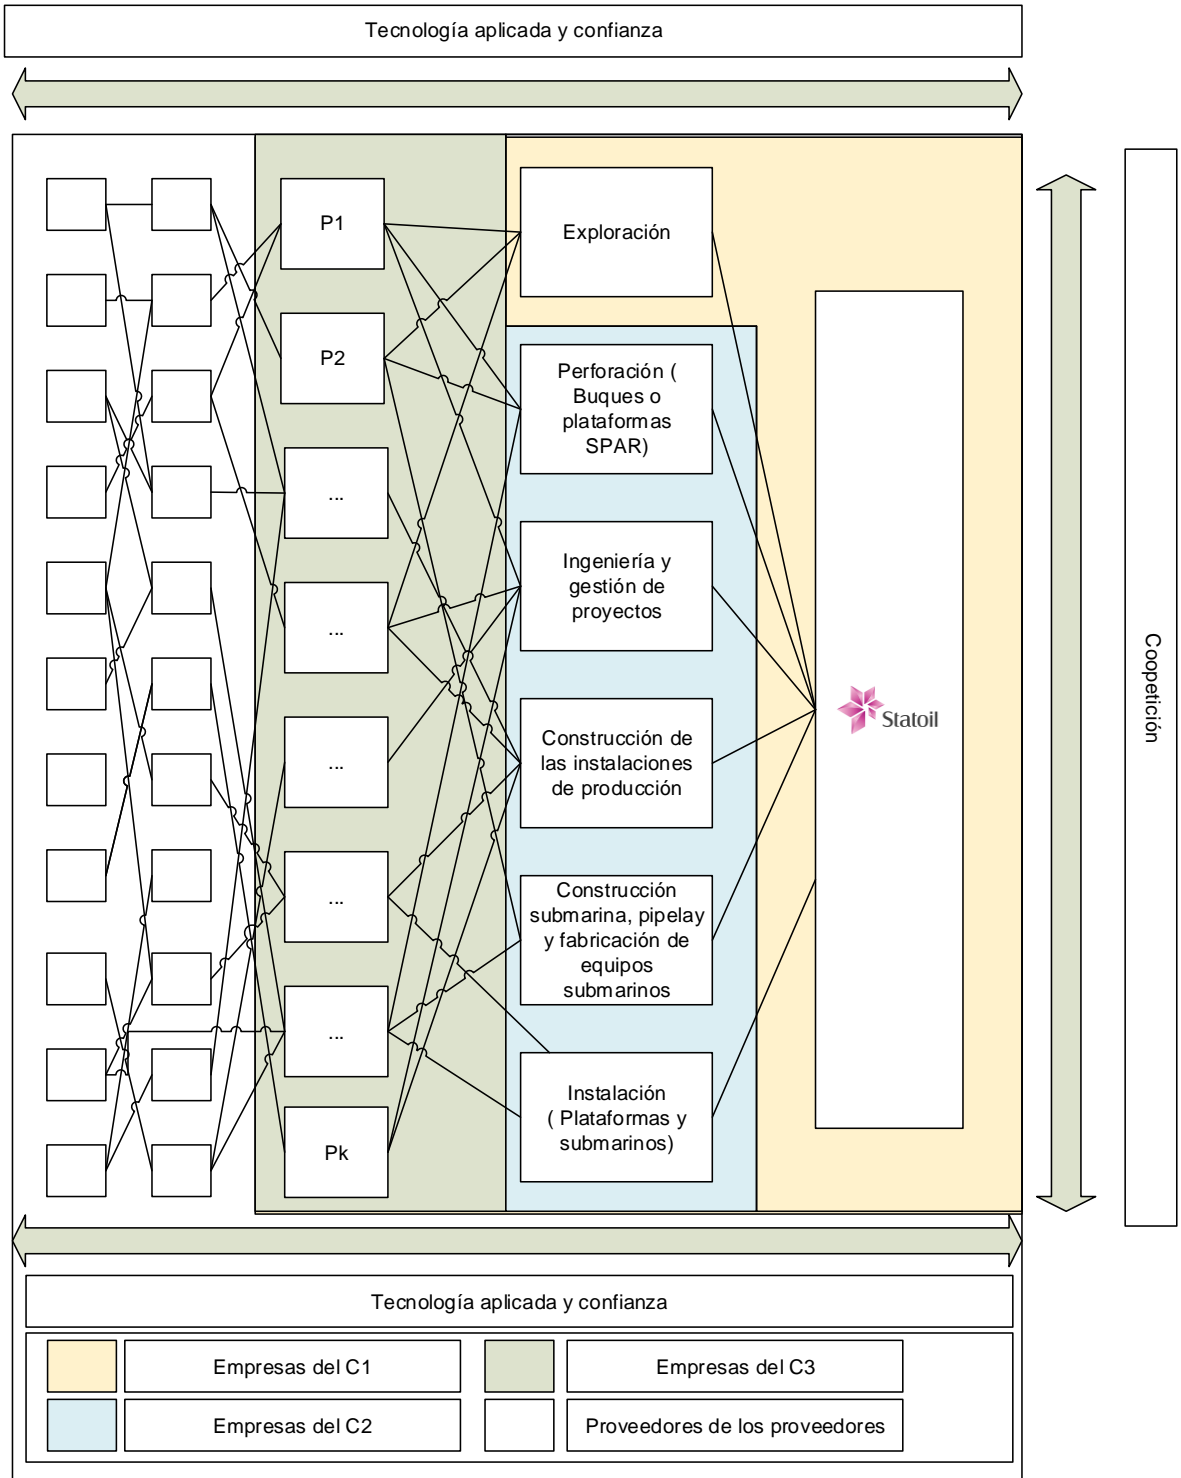 Tecnología aplicada y confianza
P1
Exploración
P2
Perforación (
Buques o
plataformas
SPAR)
...
Ingeniería y
gestión de
proyectos
...
Construcción de
las instalaciones
de producción
Statoil
Coopetición
...
Construcción
submarina, pipelay
y fabricación de
equipos
submarinos
...
...
Instalación
( Plataformas y
submarinos)
Pk
Tecnología aplicada y confianza
Empresas del C1
Empresas del C3
Empresas del C2
Proveedores de los proveedores